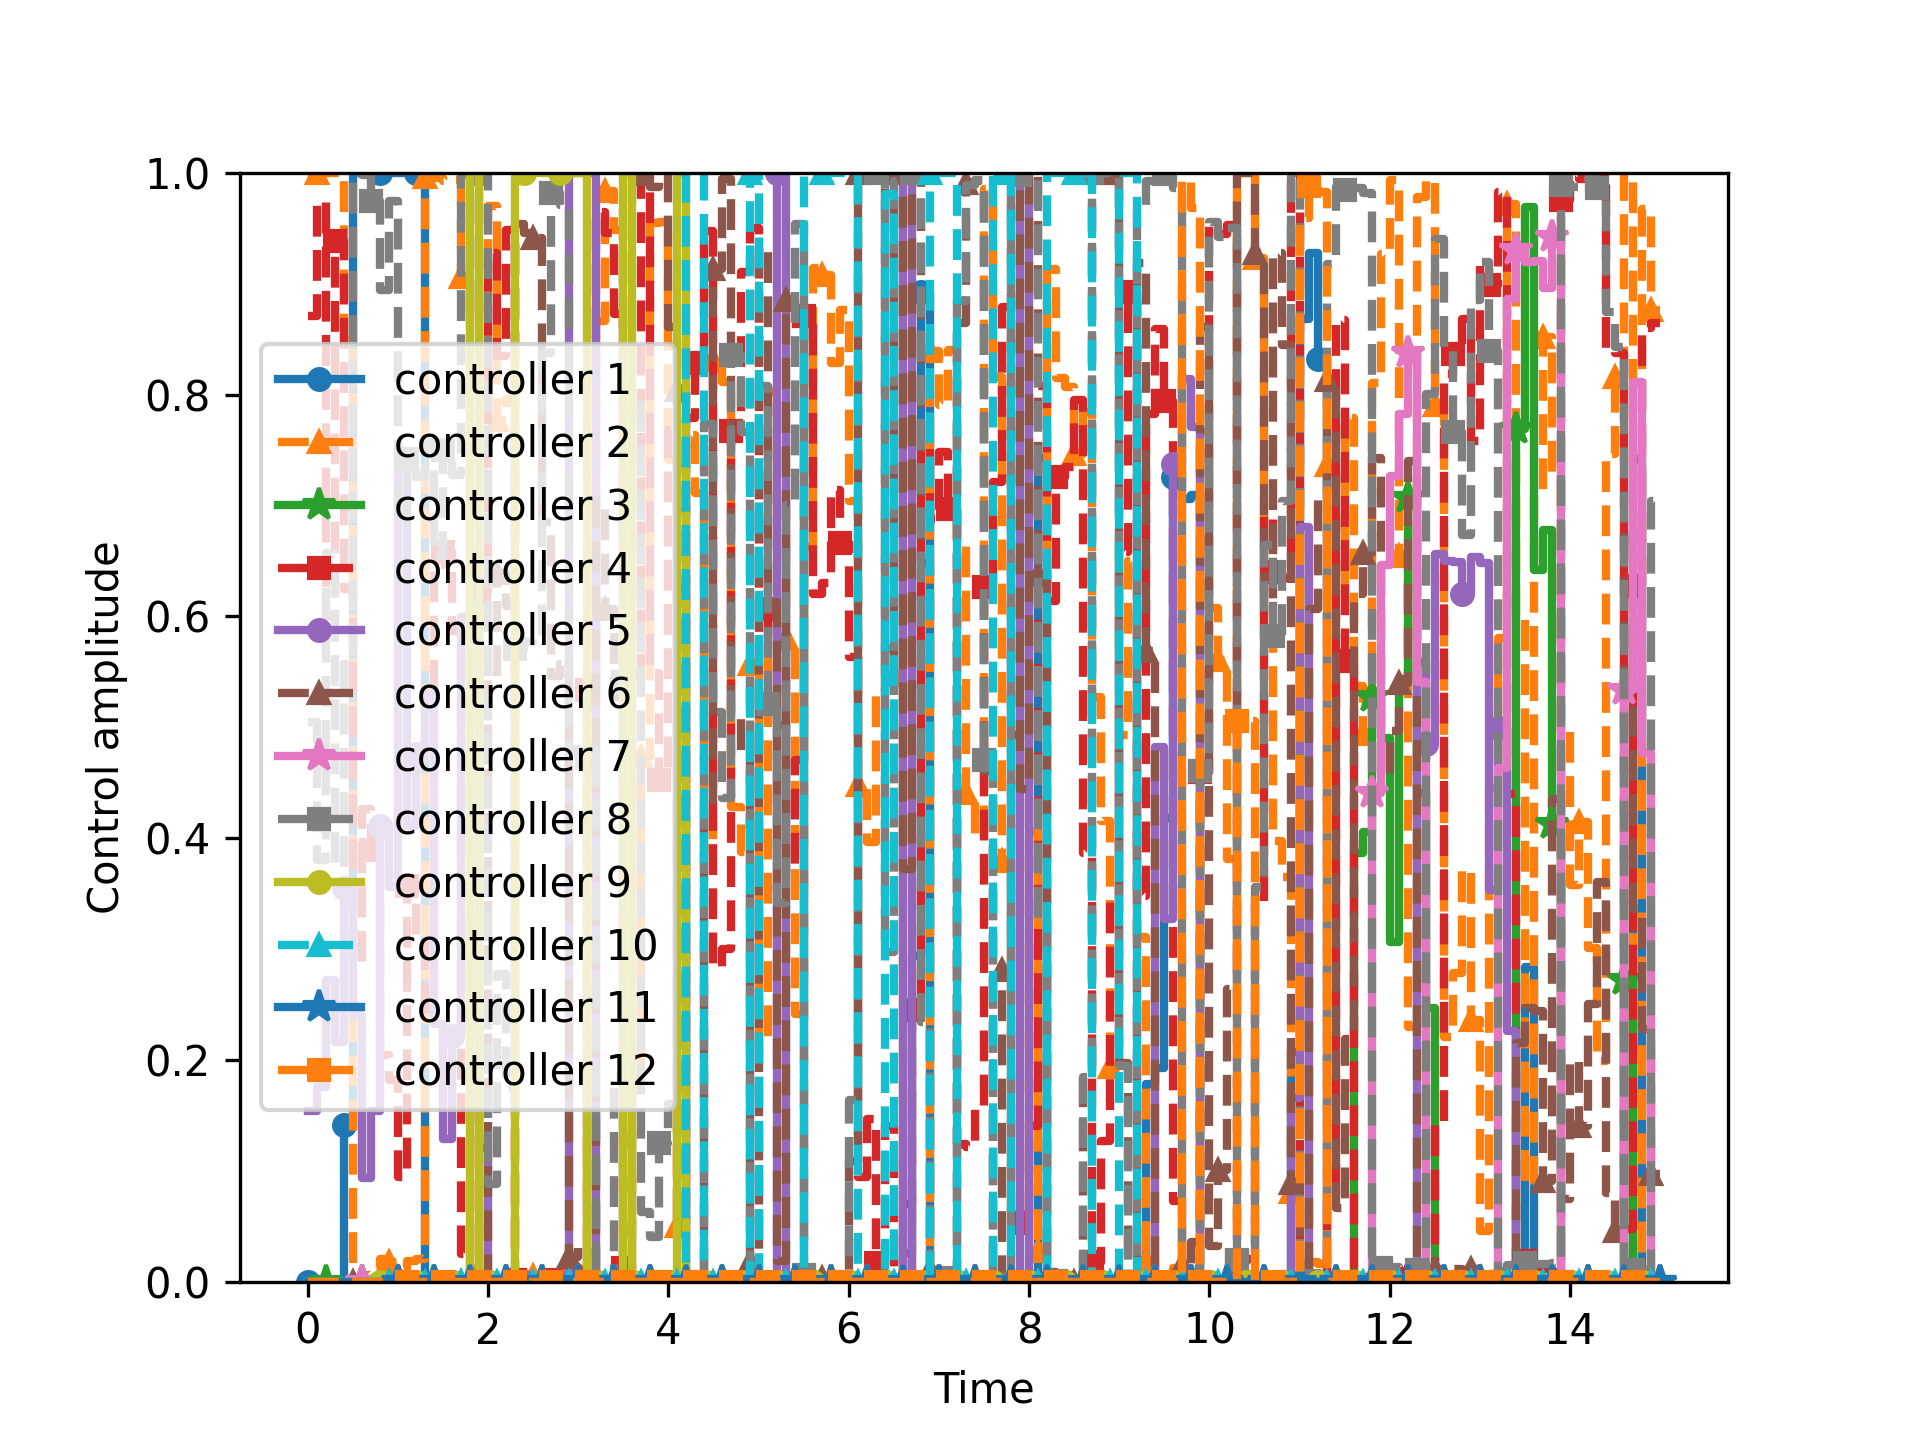 1.0
0.8
0.6
0.4
0.2
0.0
Control amplitude
controller 1
controller 2
controller 3
controller 4
controller 5
controller 6
controller 7
controller 8
controller 9
controller 10
controller 11
controller 12
0 2 4 6 8 10 12 14
Time